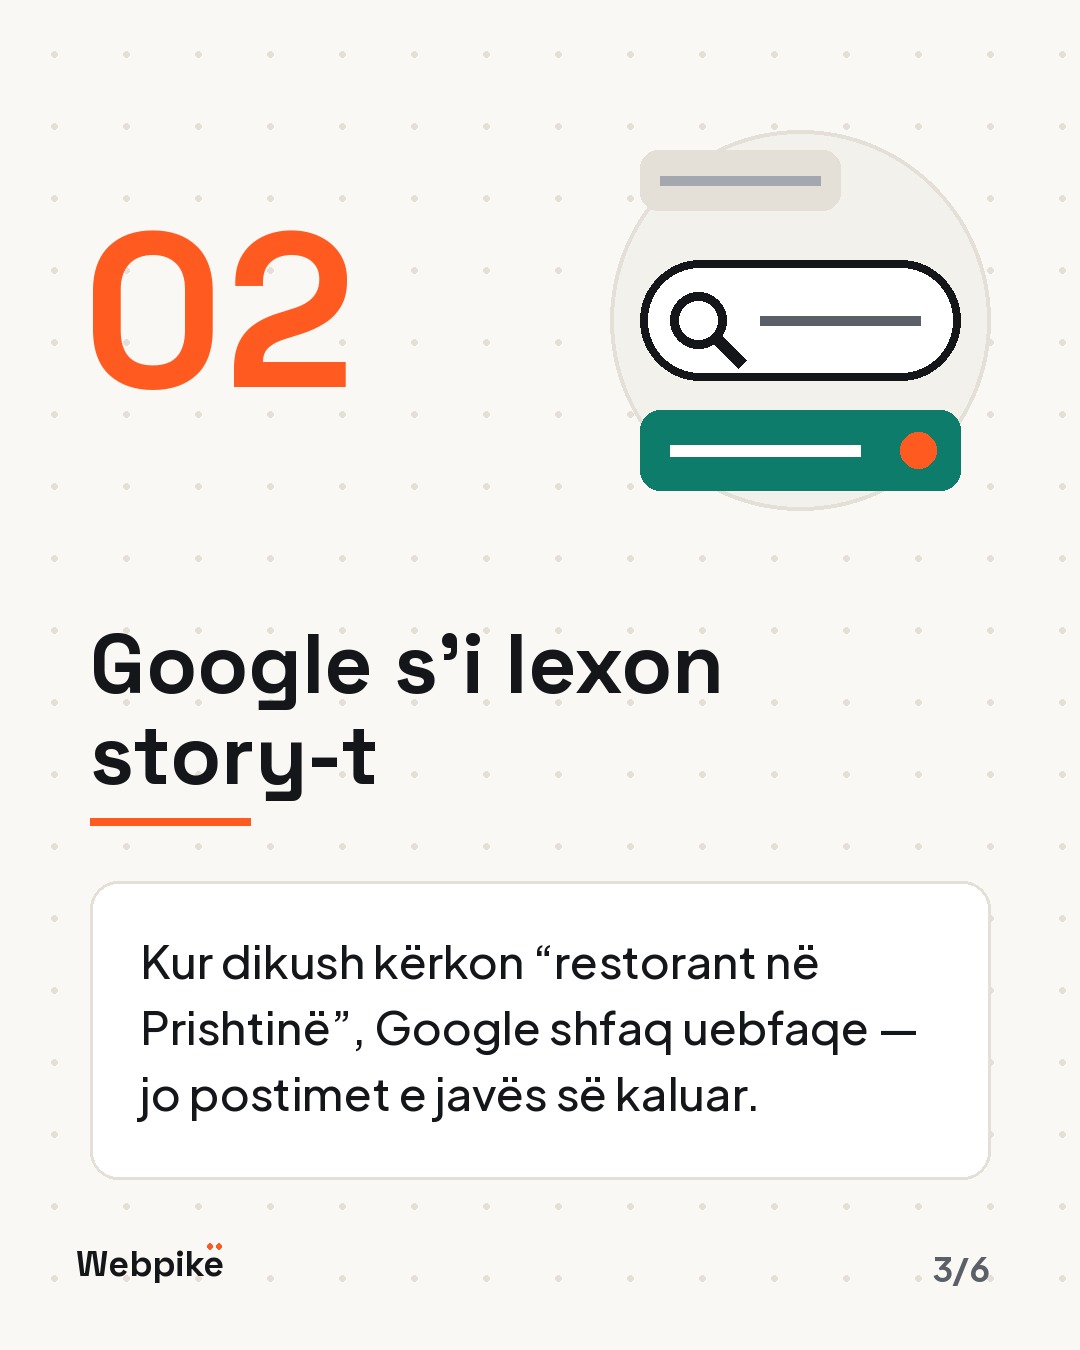 02
Google s’i lexon
story-t
Kur dikush kërkon “restorant në
Prishtinë”, Google shfaq uebfaqe —
jo postimet e javës së kaluar.
Webpikë
3/6